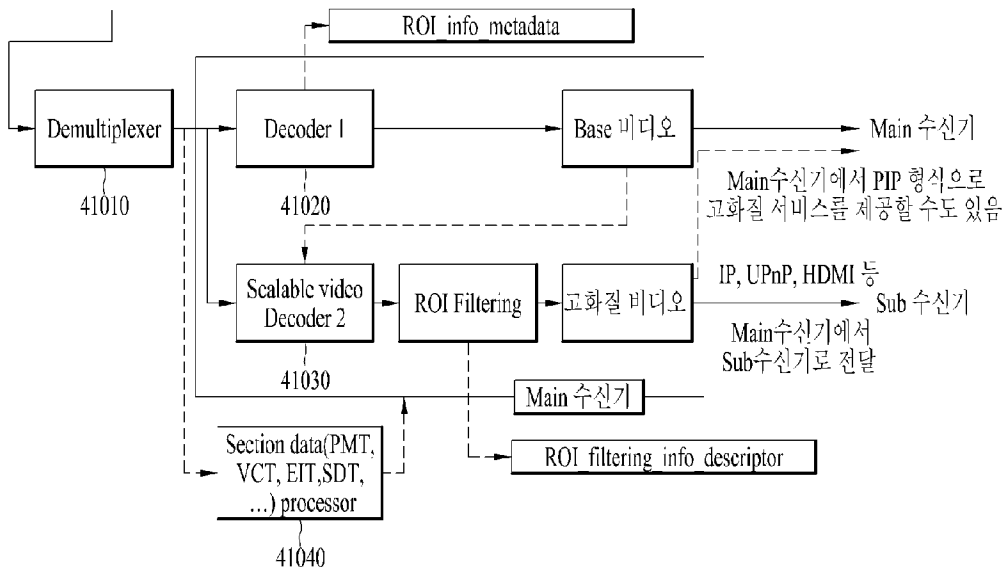 ROI_info_metadata
Demultiplexer
41010
Decoder 1
41020
Base 비디오
Main 수신기
Main수신기에서 PIP 형식으로
고화질 서비스를 제공할 수도 있음
Scalable video
Decoder 2
41030
ROI Filtering
고화질 비디오
IP, UPnP, HDMI 등
Sub 수신기
Main수신기에서
Sub수신기로 전달
Main 수신기
Section data(PMT,
VCT, EIT,SDT,
...) processor
41040
ROI_filtering_info_descriptor